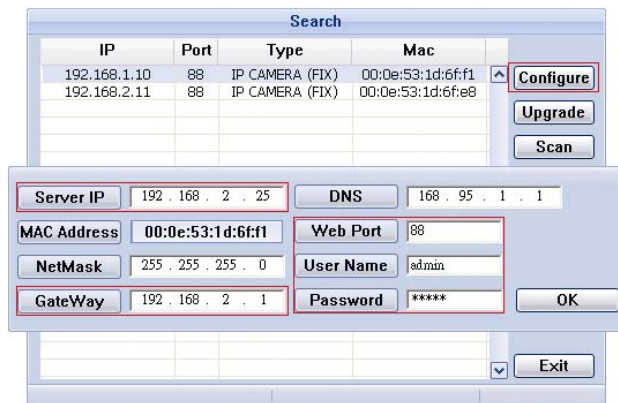 Search
IP Port Type Mac
192.168.1.10 88 IP CAMERA (FIX) 00:0e:53:1d:6f:f1
192.168.2.11 88 IP CAMERA (FIX) 00:0e:53:1d:6f:e8
Configure
Upgrade
Scan
Server IP 192 . 168 . 2 . 25 DNS 168 . 95 . 1 . 1
MAC Address 00:0e:53:1d:6f:f1 Web Port 88
NetMask 255 . 255 . 255 . 0 User Name admin
GateWay 192 . 168 . 2 . 1 Password ***** OK
Exit